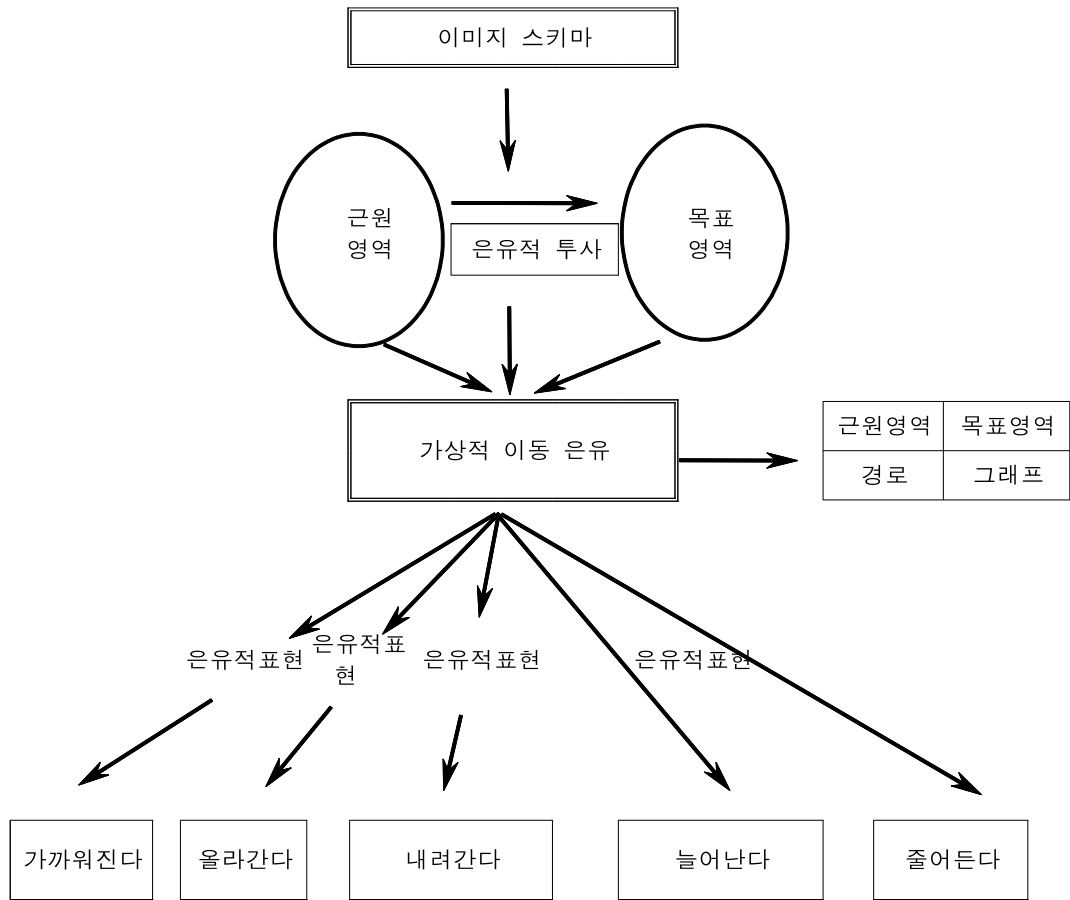 이미지 스키마
근원
영역
목표
영역
은유적 투사
가상적 이동 은유
근원영역 목표영역
경로 그래프
은유적표현
은유적표
현
은유적표현
은유적표현
가까워진다
올라간다
내려간다
늘어난다
줄어든다